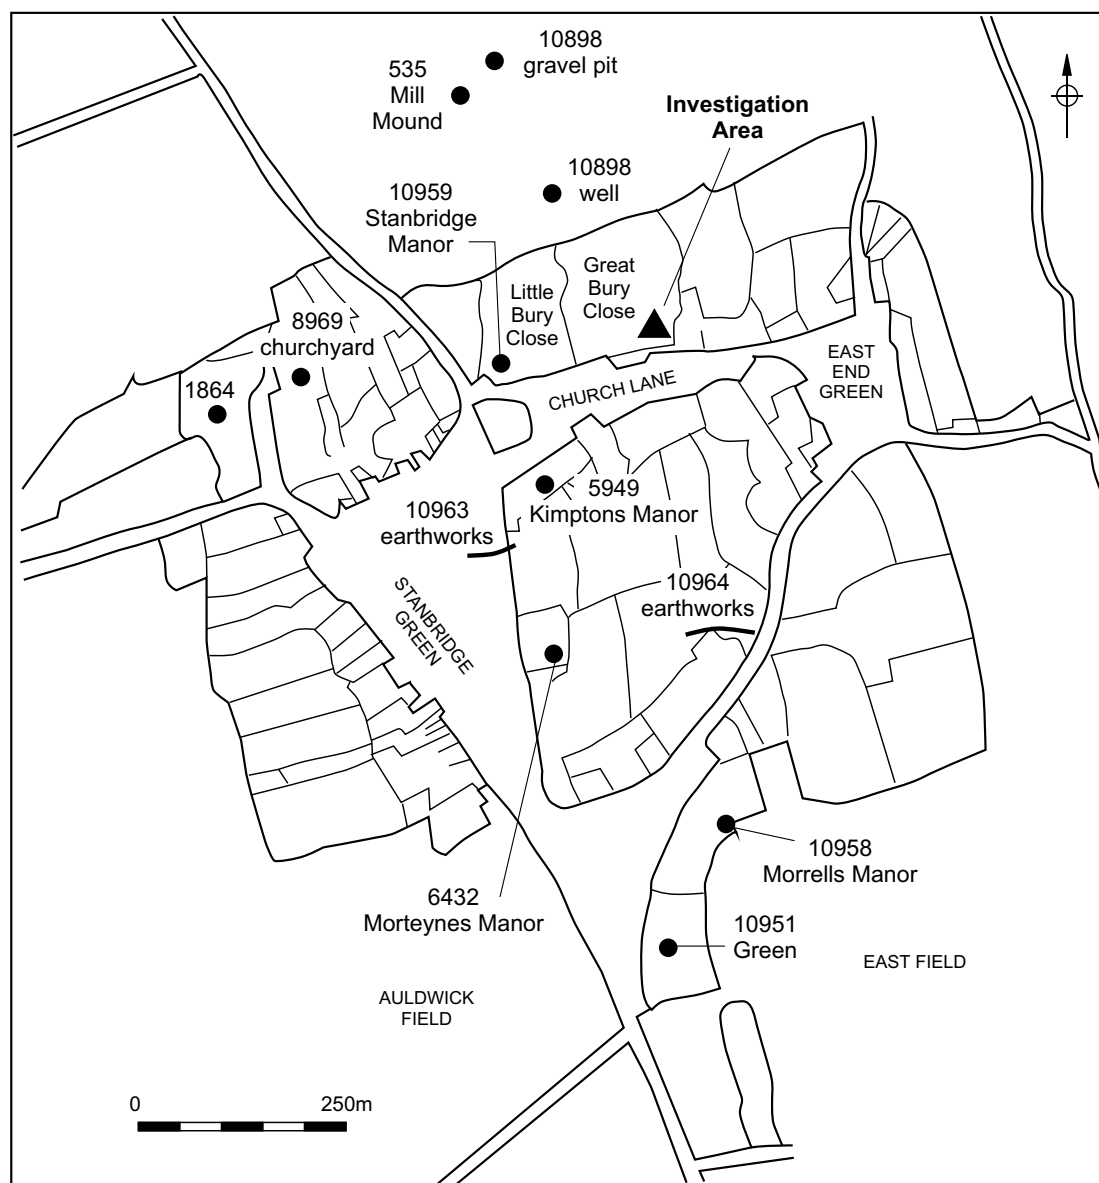 10898
gravel pit
535
Mill
Mound
Investigation
Area
10898
well
10959
Stanbridge
Manor
Great
Bury
Close
Little
Bury
Close
8969
churchyard
1864
EAST
END
GREEN
CHURCH LANE
5949
Kimptons Manor
10963
earthworks
10964
earthworks
STANBRIDGE
GREEN
10958
Morrells Manor
6432
Morteynes Manor
10951
Green
EAST FIELD
AULDWICK
FIELD
0 250m